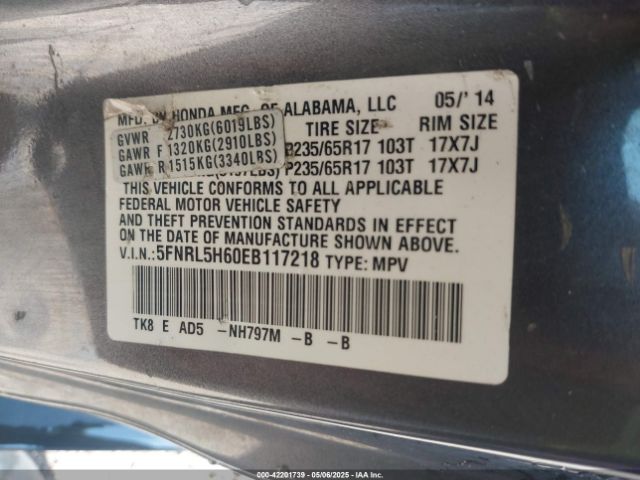 MFD. BY HONDA MFG. OF ALABAMA, LLC 05/'14
GVWR 2730KG(6019LBS) TIRE SIZE RIM SIZE
GAWR F 1320KG(2910LBS) P235/65R17 103T 17X7J
GAWR R 1515KG(3340LBS) P235/65R17 103T 17X7J
THIS VEHICLE CONFORMS TO ALL APPLICABLE
FEDERAL MOTOR VEHICLE SAFETY
AND THEFT PREVENTION STANDARDS IN EFFECT
ON THE DATE OF MANUFACTURE SHOWN ABOVE.
V.I.N.:5FNRL5H60EB117218 TYPE: MPV
TK8 E AD5 -NH797M -B -B
000-42201739 - 05/06/2025 - IAA Inc.